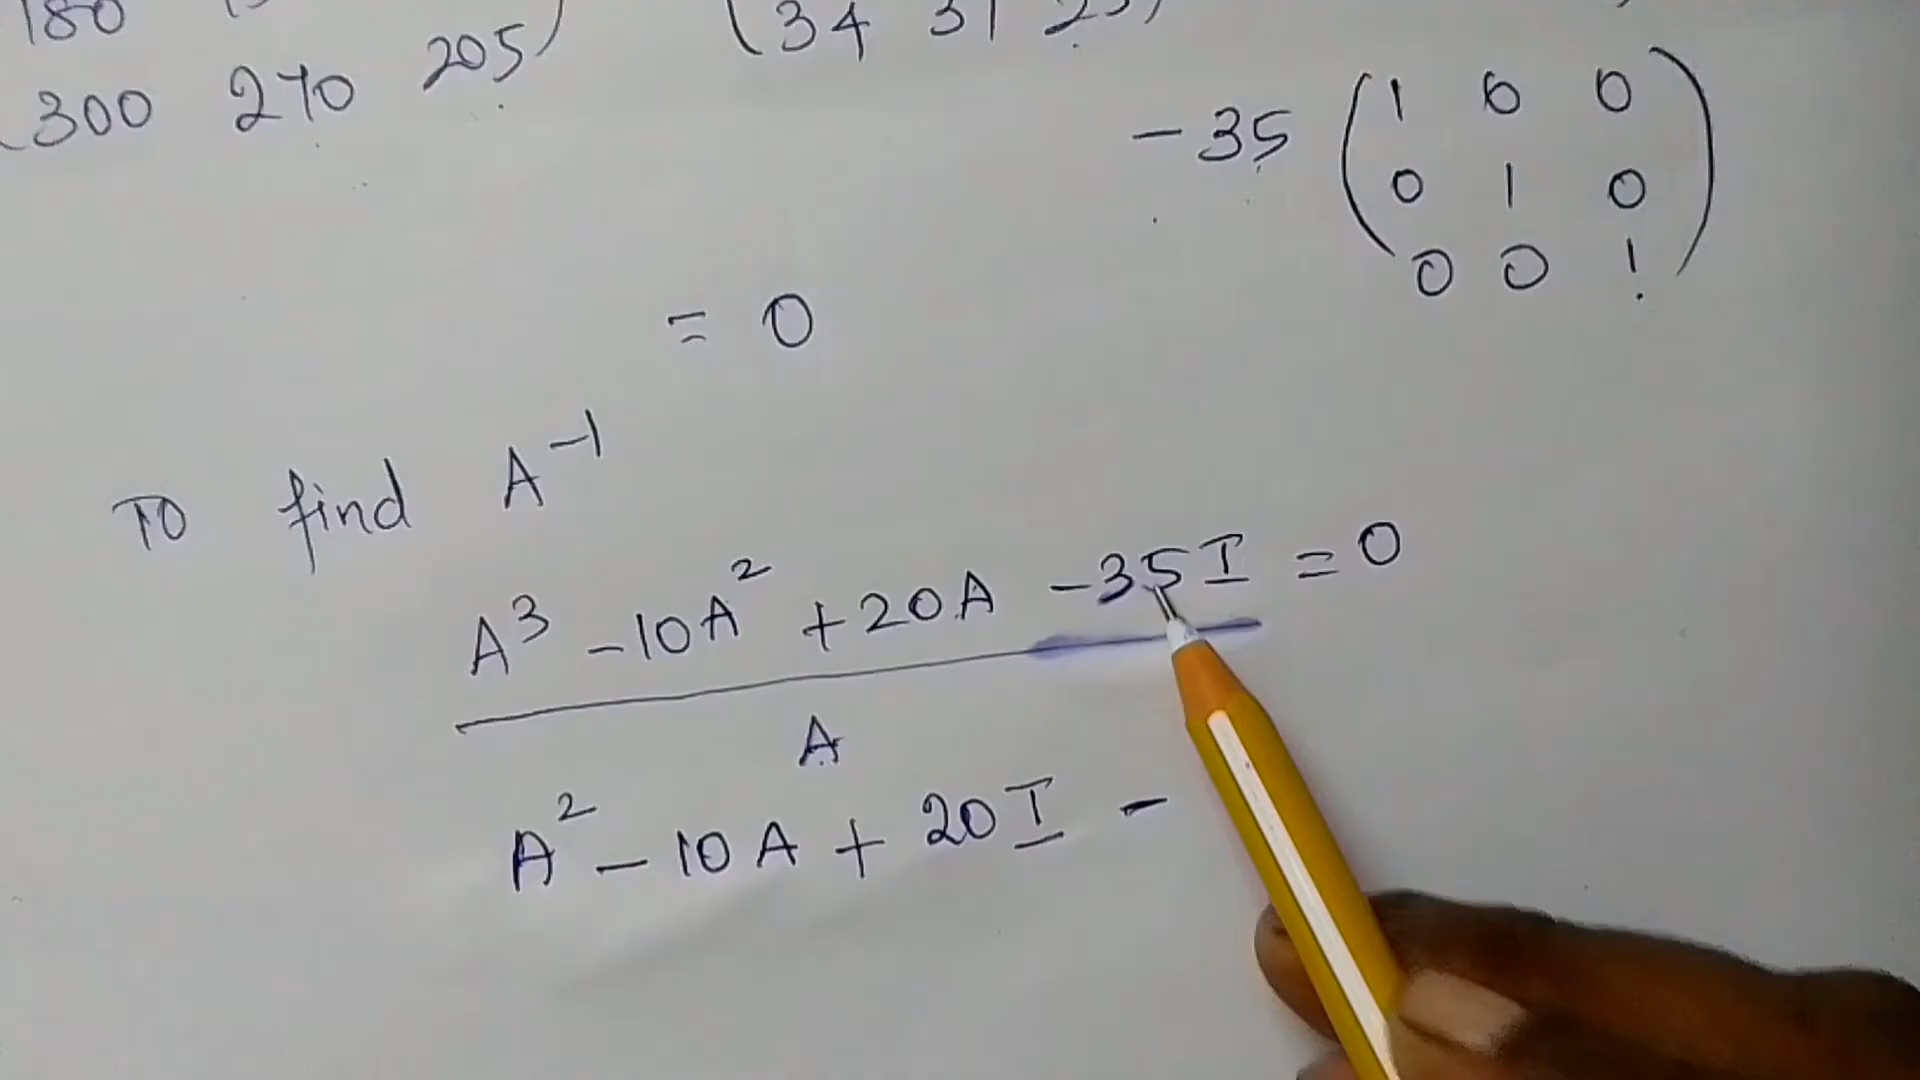 180
300 270 205) (34 31
-35 (1 0 0
0 1 0
0 0 1)
= 0
TO find A⁻¹
A³ - 10A² + 20A - 35I = 0
A
A² - 10A + 20I -